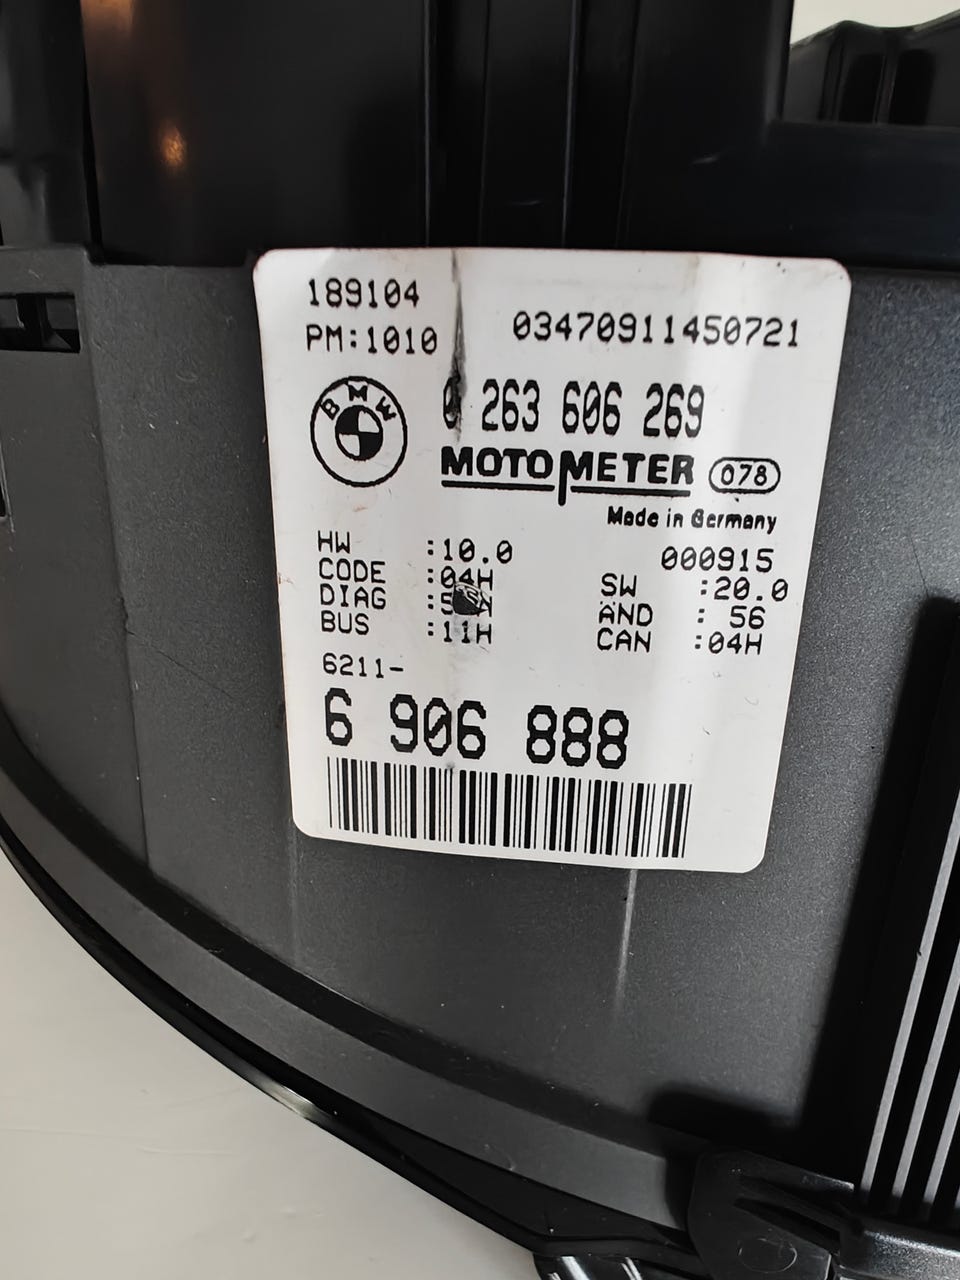 189104
PM:1010
03470911450721
BMW
263 606 269
MOTOMETER 078
Made in Germany
HW :10.0
000915
CODE :04H
SW :20.0
DIAG
AND : 56
BUS :11H
CAN :04H
6211-
6 906 888